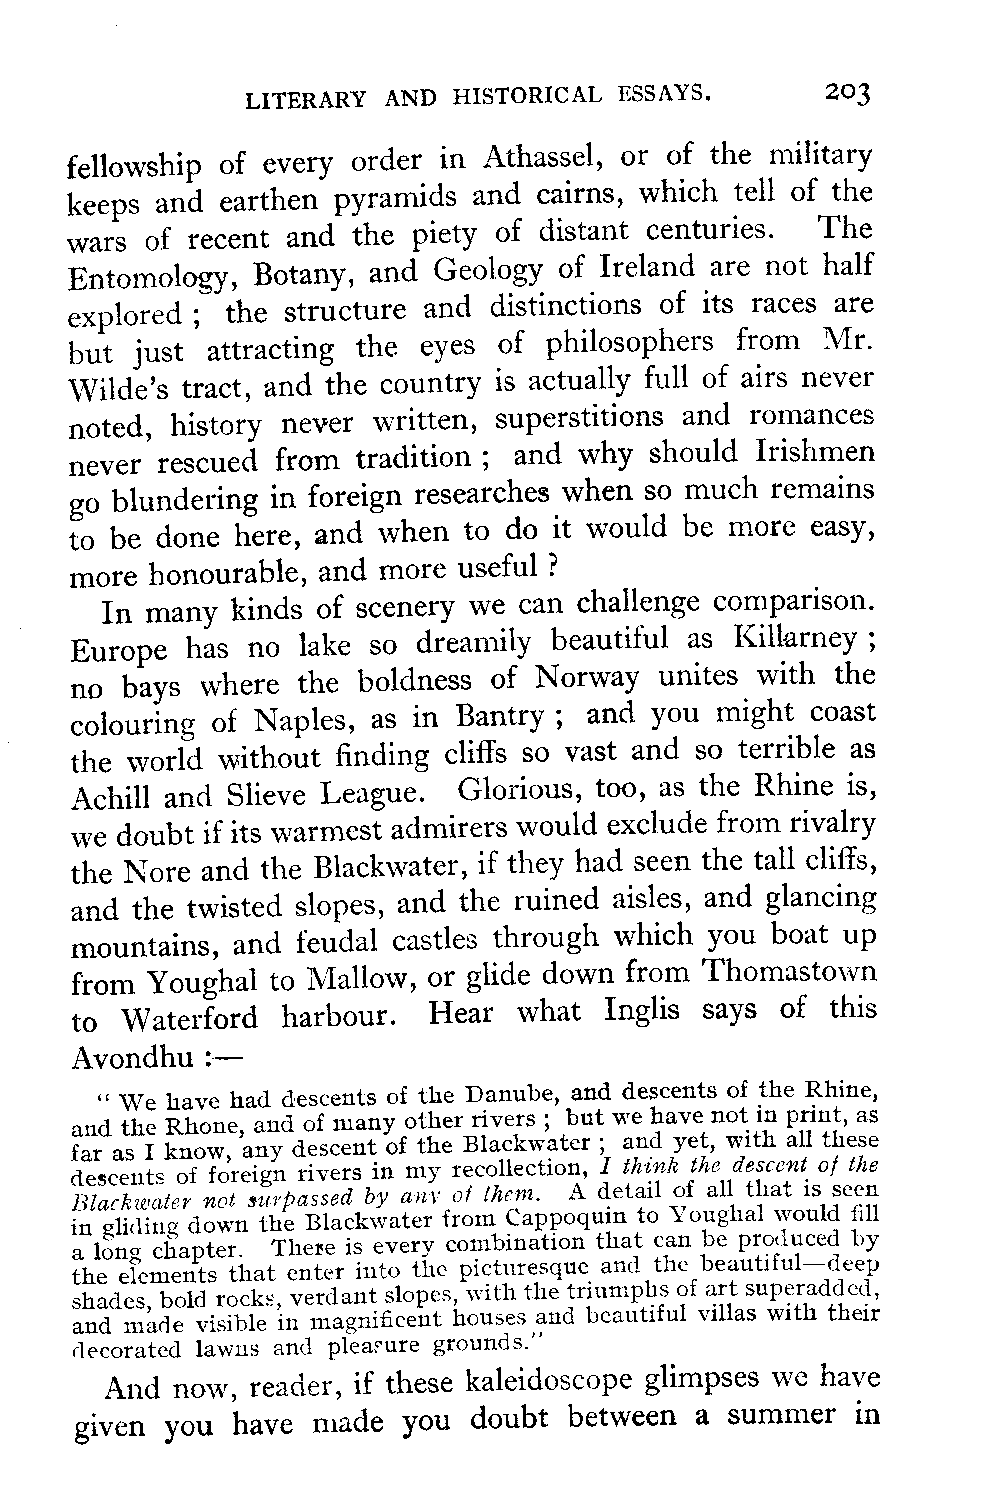 LITERARY AND HISTORICAL ESSAYS. 203
fellowship of every order in Athassel, or of the military
keeps and earthen pyramids and cairns, which tell of the
wars of recent and the piety of distant centuries. The
Entomology, Botany, and Geology of Ireland are not half
explored ; the structure and distinctions of its races are
but just attracting the eyes of philosophers from Mr.
Wilde's tract, and the country is actually full of airs never
noted, history never written, superstitions and romances
never rescued from tradition ; and why should Irishmen
go blundering in foreign researches when so much remains
to be done here, and when to do it would be more easy,
more honourable, and more useful ?
In many kinds of scenery we can challenge comparison.
Europe has no lake so dreamily beautiful as Killarney ;
no bays where the boldness of Norway unites with the
colouring of Naples, as in Bantry ; and you might coast
the world without finding cliffs so vast and so terrible as
Achill and Slieve League. Glorious, too, as the Rhine is,
we doubt if its warmest admirers would exclude from rivalry
the Nore and the Blackwater, if they had seen the tall cliffs,
and the twisted slopes, and the ruined aisles, and glancing
mountains, and feudal castles through which you boat up
from Youghal to Mallow, or glide down from Thomastown
to Waterford harbour. Hear what Inglis says of this
Avondhu :—
" We have had descents of the Danube, and descents of the Rhine,
and the Rhone, and of many other rivers ; but we have not in print, as
far as I know, any descent of the Blackwater ; and yet, with all these
descents of foreign rivers in my recollection, I think the descent of the
Blackwater not surpassed by any of them. A detail of all that is seen
in gliding down the Blackwater from Cappoquin to Youghal would fill
a long chapter. There is every combination that can be produced by
the elements that enter into the picturesque and the beautiful—deep
shades, bold rocks, verdant slopes, with the triumphs of art superadded,
and made visible in magnificent houses and beautiful villas with their
decorated lawns and pleasure grounds."
And now, reader, if these kaleidoscope glimpses we have
given you have made you doubt between a summer in